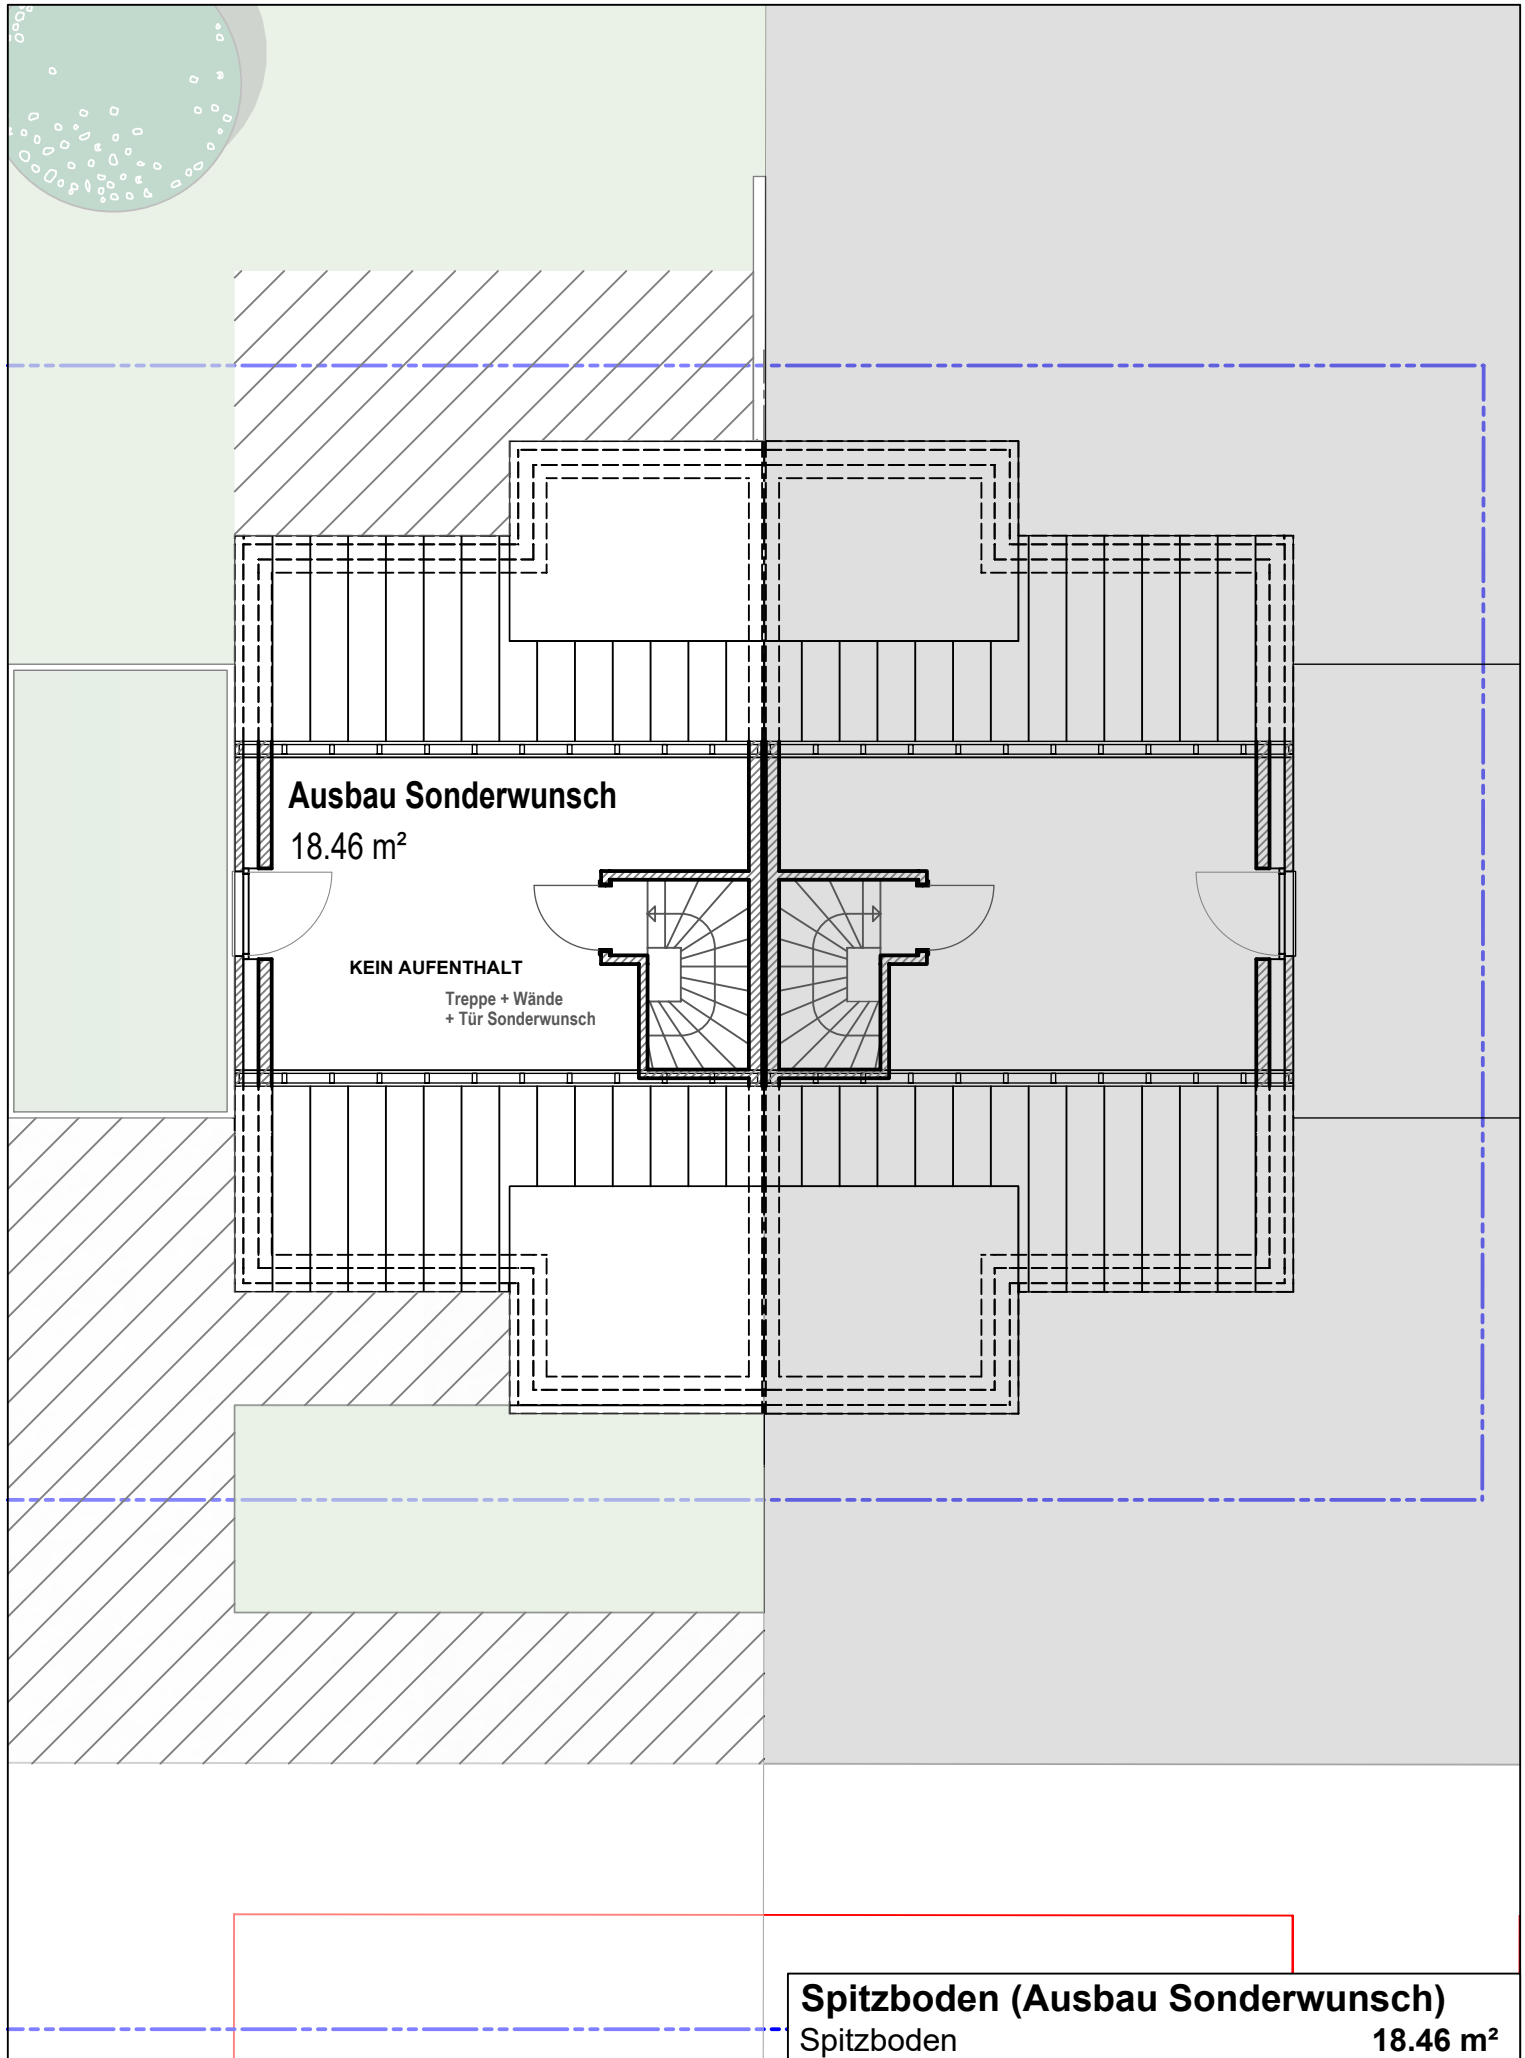 Ausbau Sonderwunsch
18.46 m²
KEIN AUFENTHALT
Treppe + Wände
+ Tür Sonderwunsch
Spitzboden (Ausbau Sonderwunsch)
Spitzboden 18.46 m²